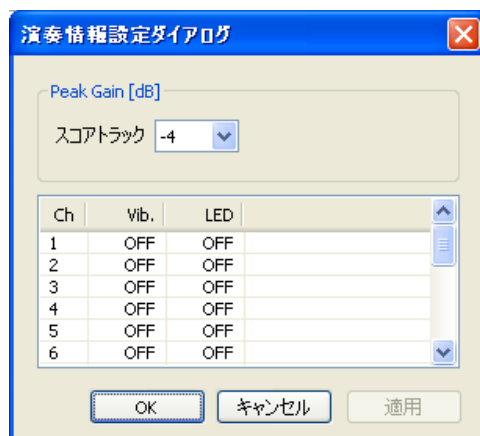 演奏情報設定ダイアログ
Peak Gain [dB]
スコアトラック -4
Ch Vib. LED
1 OFF OFF
2 OFF OFF
3 OFF OFF
4 OFF OFF
5 OFF OFF
6 OFF OFF
OK キャンセル 適用